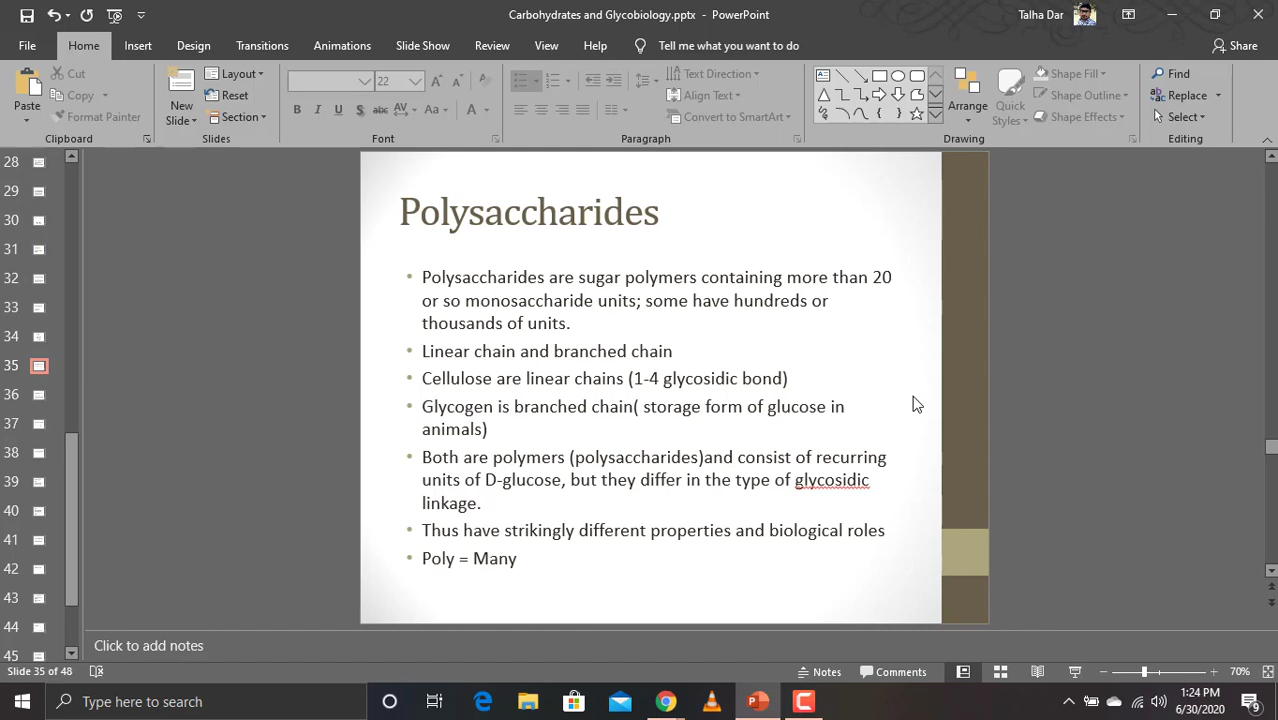 Carbohydrates and Glycobiology.pptx - PowerPoint
Talha Dar
File Home Insert Design Transitions Animations Slide Show Review View Help Tell me what you want to do Share
Paste
Cut
Copy
Format Painter
Clipboard
New Slide
Layout
Reset
Section
Slides
22
B I U S abc AV Aa A
Font
Text Direction
Align Text
Convert to SmartArt
Paragraph
Arrange
Quick Styles
Shape Fill
Shape Outline
Shape Effects
Drawing
Find
Replace
Select
Editing
28
29
30
31
32
33
34
35
36
37
38
39
40
41
42
43
44
45
Polysaccharides
• Polysaccharides are sugar polymers containing more than 20
or so monosaccharide units; some have hundreds or
thousands of units.
• Linear chain and branched chain
• Cellulose are linear chains (1-4 glycosidic bond)
• Glycogen is branched chain( storage form of glucose in
animals)
• Both are polymers (polysaccharides)and consist of recurring
units of D-glucose, but they differ in the type of glycosidic
linkage.
• Thus have strikingly different properties and biological roles
• Poly = Many
Click to add notes
Slide 35 of 48
Notes
Comments
70%
Type here to search
1:24 PM
6/30/2020
9